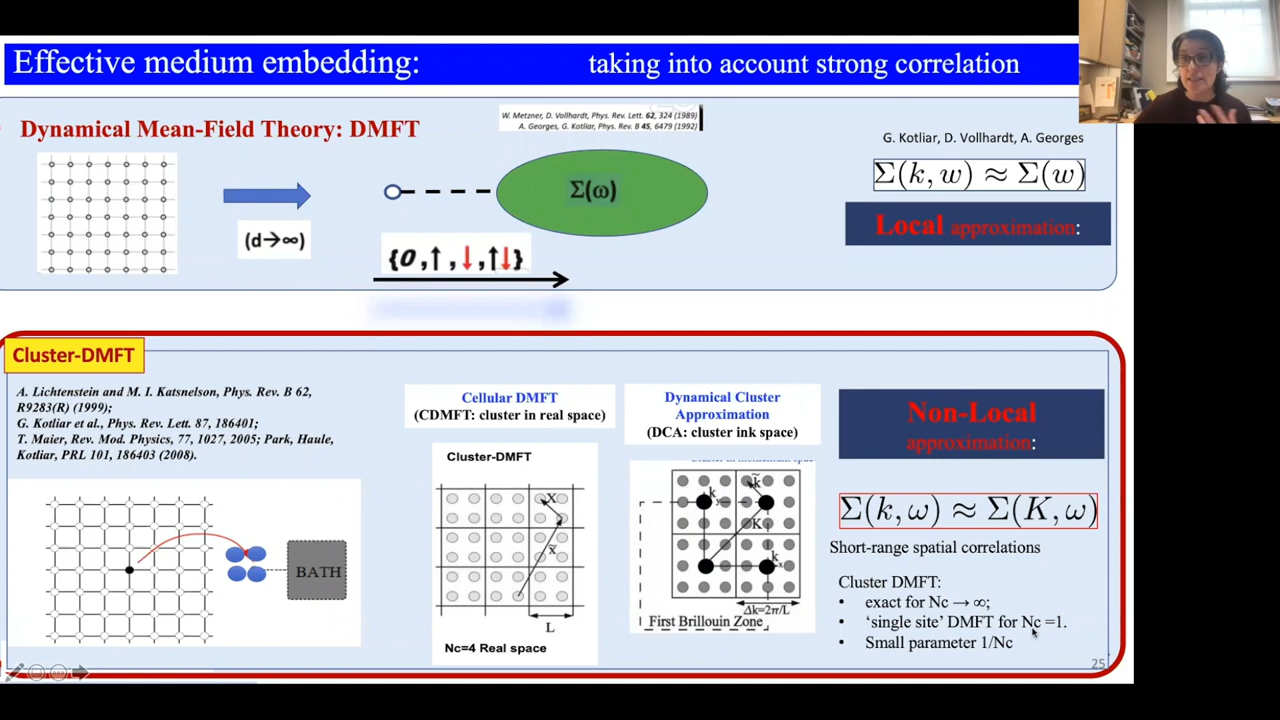 Effective medium embedding: taking into account strong correlation
Dynamical Mean-Field Theory: DMFT
W. Metzner, D. Vollhardt, Phys. Rev. Lett. 62, 324 (1989)
A. Georges, G. Kotliar, Phys. Rev. B 45, 6479 (1992)
G. Kotliar, D. Vollhardt, A. Georges
Σ(k, w) ≈ Σ(w)
Local approximation:
Σ(ω)
(d→∞)
{0,↑,↓,↑↓}
Cluster-DMFT
A. Lichtenstein and M. I. Katsnelson, Phys. Rev. B 62,
R9283(R) (1999);
G. Kotliar et al., Phys. Rev. Lett. 87, 186401;
T. Maier, Rev. Mod. Physics, 77, 1027, 2005; Park, Haule,
Kotliar, PRL 101, 186403 (2008).
BATH
Cellular DMFT
(CDMFT: cluster in real space)
Cluster-DMFT
X
x̃
L
Nc=4 Real space
Dynamical Cluster
Approximation
(DCA: cluster ink space)
k̃
K
Δk=2π/L
First Brillouin Zone
Non-Local
approximation:
Σ(k, ω) ≈ Σ(K, ω)
Short-range spatial correlations
Cluster DMFT:
• exact for Nc → ∞;
• ‘single site’ DMFT for Nc =1.
• Small parameter 1/Nc
25